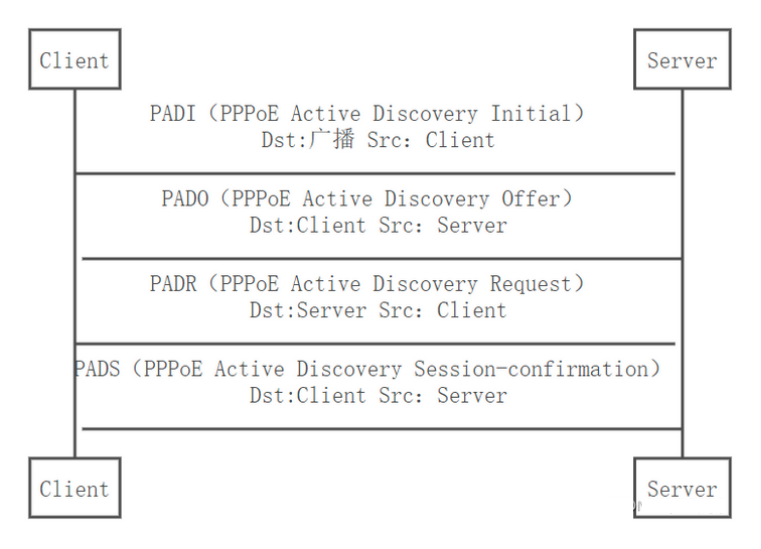 Client Server
PADI（PPPoE Active Discovery Initial）
Dst:广播 Src：Client
PADO（PPPoE Active Discovery Offer）
Dst:Client Src：Server
PADR（PPPoE Active Discovery Request）
Dst:Server Src：Client
PADS（PPPoE Active Discovery Session-confirmation）
Dst:Client Src：Server
Client Server